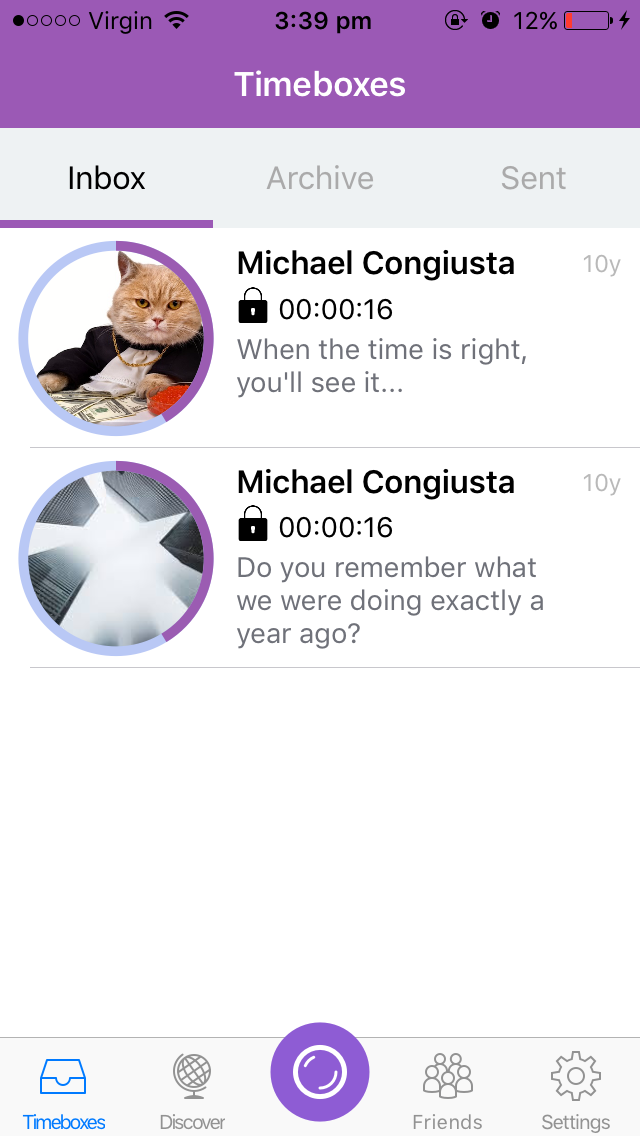 Virgin 3:39 pm 12%
Timeboxes
Inbox Archive Sent
Michael Congiusta 10y
00:00:16
When the time is right,
you'll see it...
Michael Congiusta 10y
00:00:16
Do you remember what
we were doing exactly a
year ago?
Timeboxes Discover Friends Settings